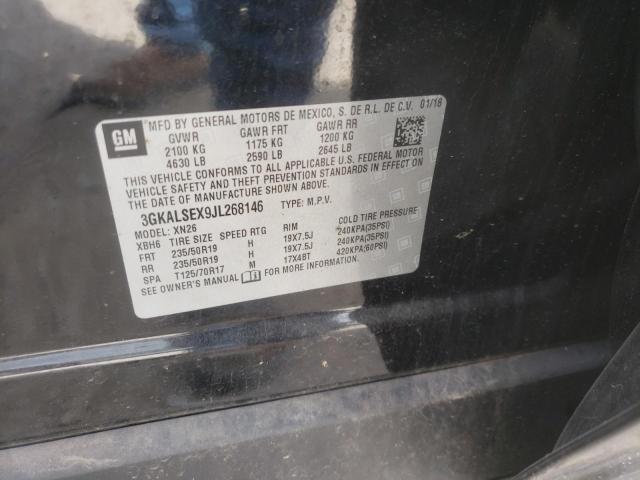 GM
MFD BY GENERAL MOTORS DE MEXICO, S. DE R.L. DE C.V. 01/18
GVWR GAWR FRT GAWR RR
2100 KG 1175 KG 1200 KG
4630 LB 2590 LB 2645 LB
THIS VEHICLE CONFORMS TO ALL APPLICABLE U.S. FEDERAL MOTOR
VEHICLE SAFETY AND THEFT PREVENTION STANDARDS IN EFFECT ON
THE DATE OF MANUFACTURE SHOWN ABOVE.
3GKALSEX9JL268146 TYPE: M.P.V.
MODEL: XN26
XBH6 TIRE SIZE SPEED RTG RIM COLD TIRE PRESSURE
FRT 235/50R19 H 19X7.5J 240KPA(35PSI)
RR 235/50R19 H 19X7.5J 240KPA(35PSI)
SPA T125/70R17 M 17X4BT 420KPA(60PSI)
SEE OWNER'S MANUAL FOR MORE INFORMATION.